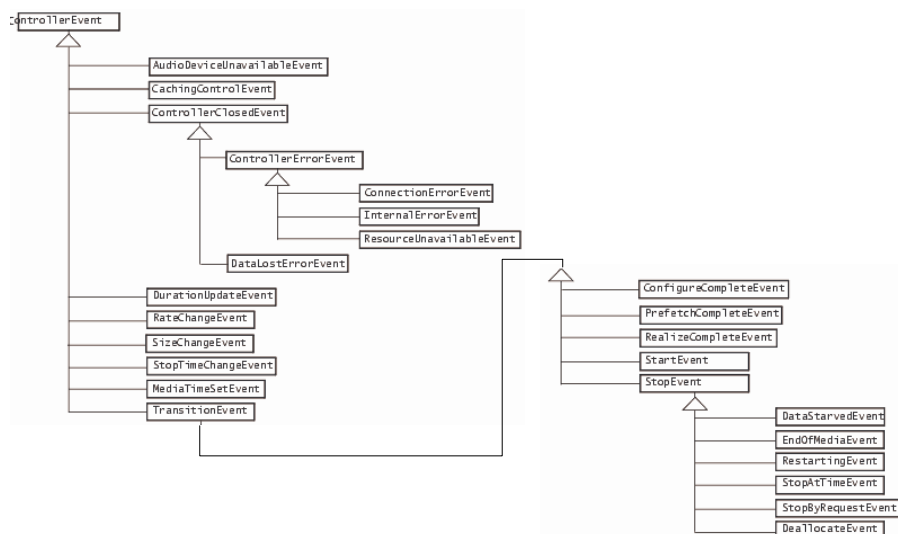 ControllerEvent
AudioDeviceUnavailableEvent
CachingControlEvent
ControllerClosedEvent
ControllerErrorEvent
ConnectionErrorEvent
InternalErrorEvent
ResourceUnavailableEvent
DataLostErrorEvent
DurationUpdateEvent
RateChangeEvent
SizeChangeEvent
StopTimeChangeEvent
MediaTimeSetEvent
TransitionEvent
ConfigureCompleteEvent
PrefetchCompleteEvent
RealizeCompleteEvent
StartEvent
StopEvent
DataStarvedEvent
EndOfMediaEvent
RestartingEvent
StopAtTimeEvent
StopByRequestEvent
DeallocateEvent